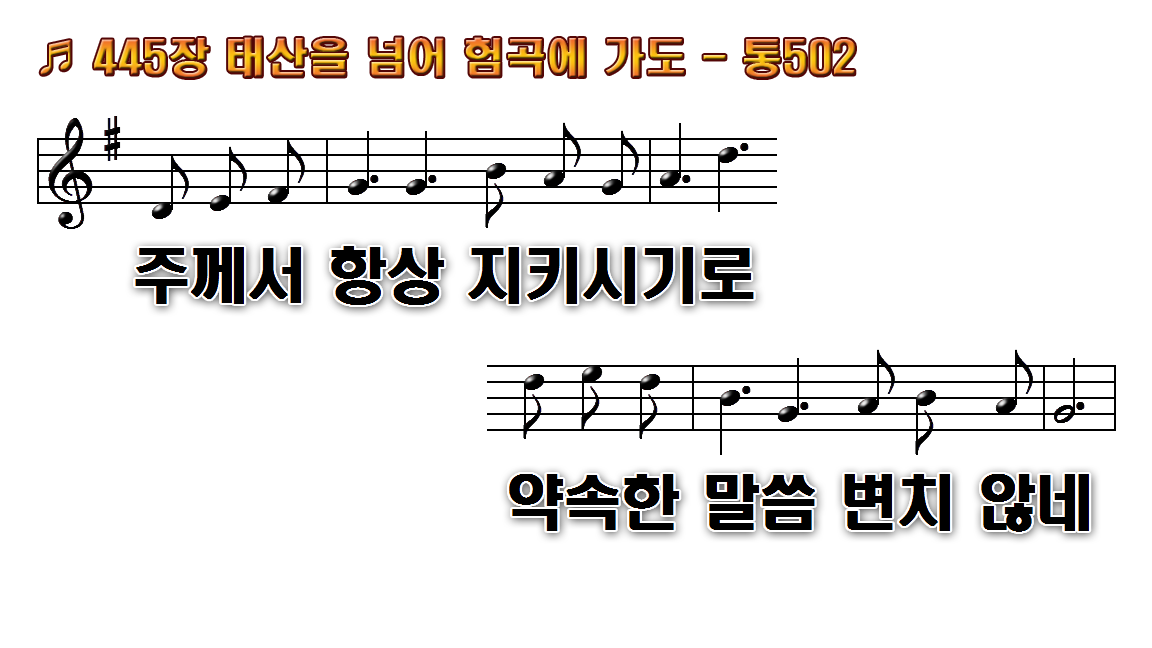 ♬ 445장 태산을 넘어 험곡에 가도 - 통502
주께서 항상 지키시기로
약속한 말씀 변치 않네